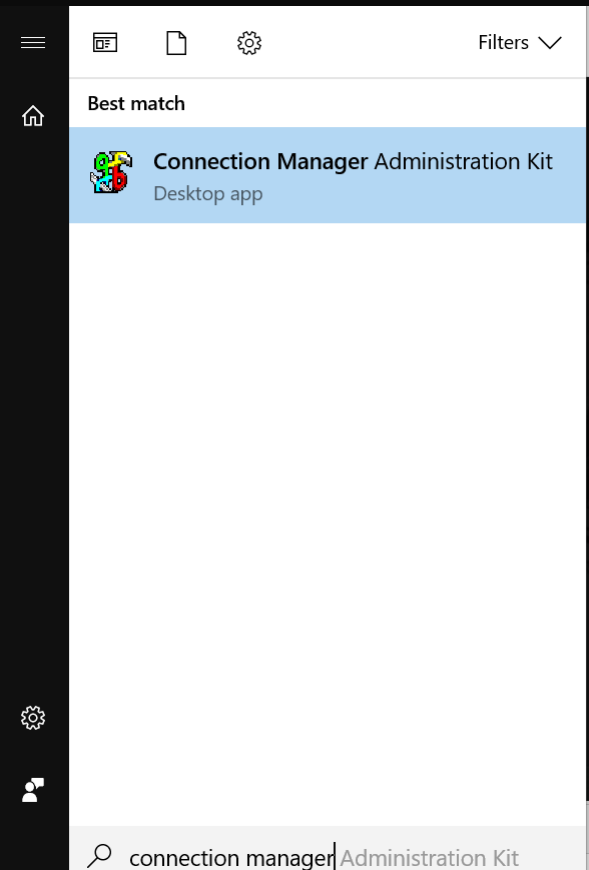 Filters
Best match
Connection Manager Administration Kit
Desktop app
connection manager Administration Kit